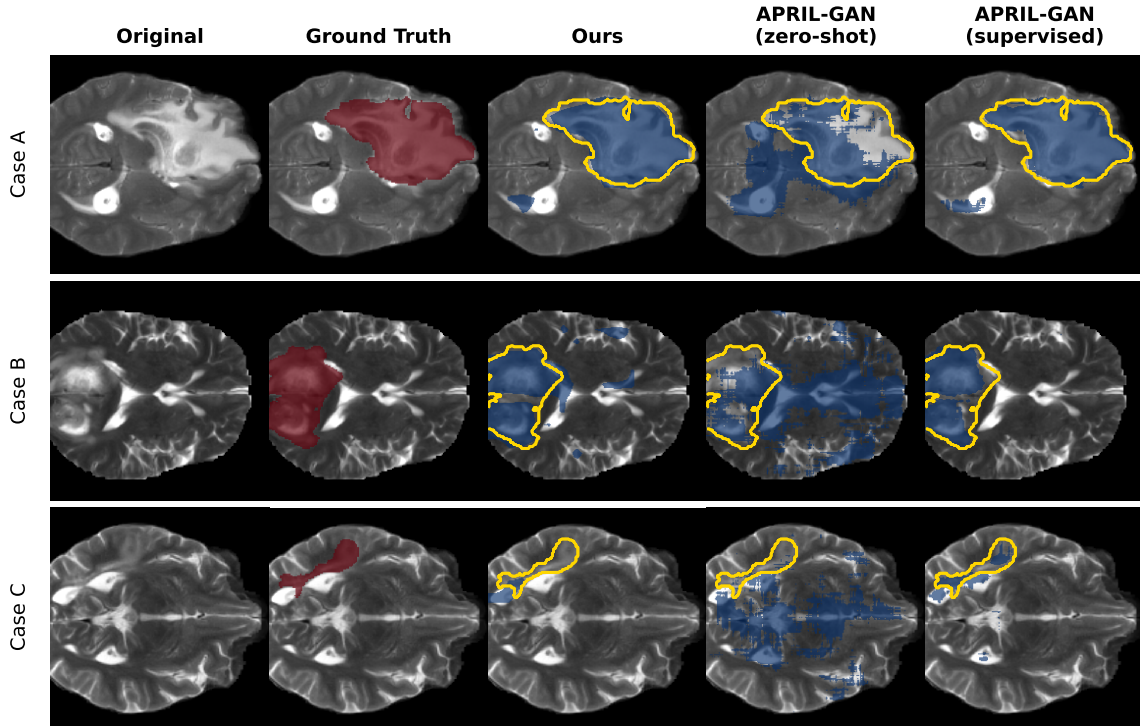 Original
Ground Truth
Ours
APRIL-GAN
(zero-shot)
APRIL-GAN
(supervised)
Case A
Case B
Case C